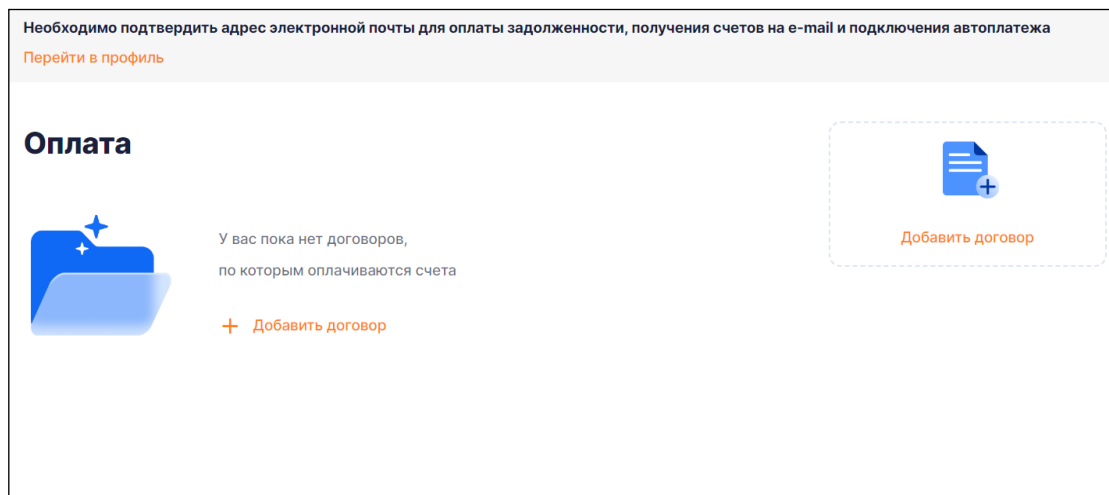 Необходимо подтвердить адрес электронной почты для оплаты задолженности, получения счетов на e-mail и подключения автоплатежа
Перейти в профиль
Оплата
У вас пока нет договоров,
по которым оплачиваются счета
+ Добавить договор
Добавить договор